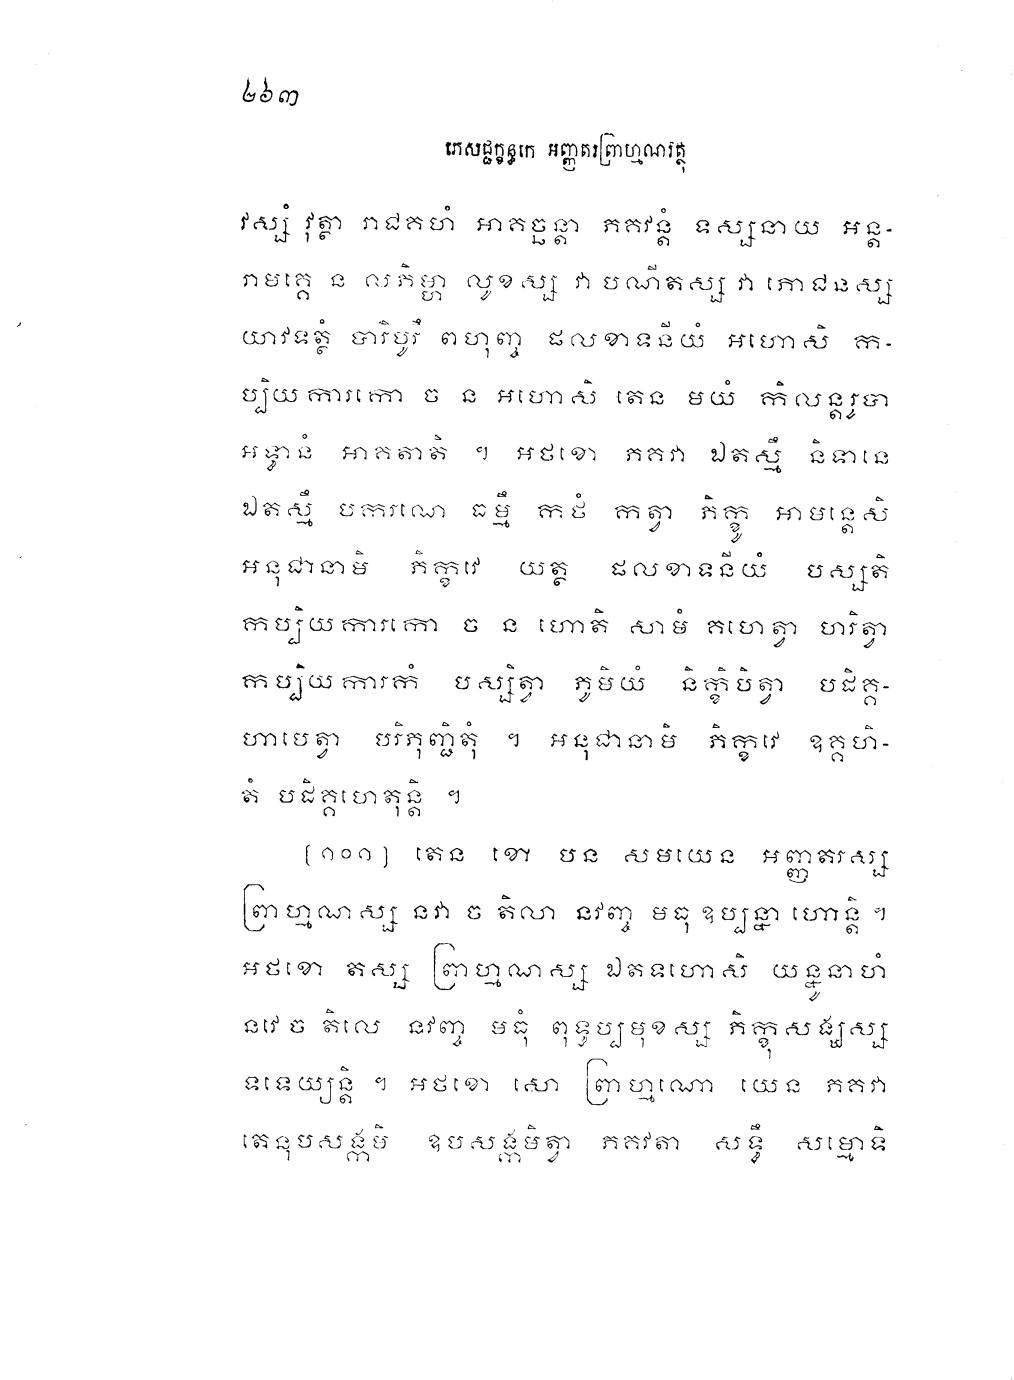 ២៦៣
ភេសជ្ជក្ខន្ធកេ អញ្ញតរព្រាហ្មណវត្ថុ
វស្សំ វុត្ថា រាជគហំ អាគច្ឆន្តា ភគវន្តំ ទស្សនាយ អន្ត-
រាមគ្គេ ន លភិម្ហា លូខស្ស វា បណីតស្ស វា ភោជនស្ស
យាវទត្ថំ បារិបូរឹ ពហុញ្ច ផលខាទនីយំ អហោសិ ក-
ប្បិយការកោ ច ន អហោសិ តេន មយំ កិលន្តរូបា
អទ្ធានំ អាគតាតិ ។ អថខោ ភគវា ឯតស្មឹ និទានេ
ឯតស្មឹ បករណេ ធម្មឹ កថំ កត្វា ភិក្ខូ អាមន្តេសិ
អនុជានាមិ ភិក្ខវេ យត្ថ ផលខាទនីយំ បស្សតិ
កប្បិយការកោ ច ន ហោតិ សាមំ គហេត្វា ហរិត្វា
កប្បិយការកំ បស្សិត្វា ភូមិយំ និក្ខិបិត្វា បដិគ្គ-
ហាបេត្វា បរិភុញ្ជិតុំ ។ អនុជានាមិ ភិក្ខវេ ឧគ្គហិ-
តំ បដិគ្គហេតុន្តិ ។
[១០១] តេន ខោ បន សមយេន អញ្ញតរស្ស
ព្រាហ្មណស្ស នវា ច តិលា នវញ្ច មធុ ឧប្បន្នា ហោន្តិ ។
អថខោ តស្ស ព្រាហ្មណស្ស ឯតទហោសិ យន្នូនាហំ
នវេ ច តិលេ នវញ្ច មធុំ ពុទ្ធប្បមុខស្ស ភិក្ខុសង្ឃស្ស
ទទេយ្យន្តិ ។ អថខោ សោ ព្រាហ្មណោ យេន ភគវា
តេនុបសង្កមិ ឧបសង្កមិត្វា ភគវតា សទ្ធឹ សម្មោទិ